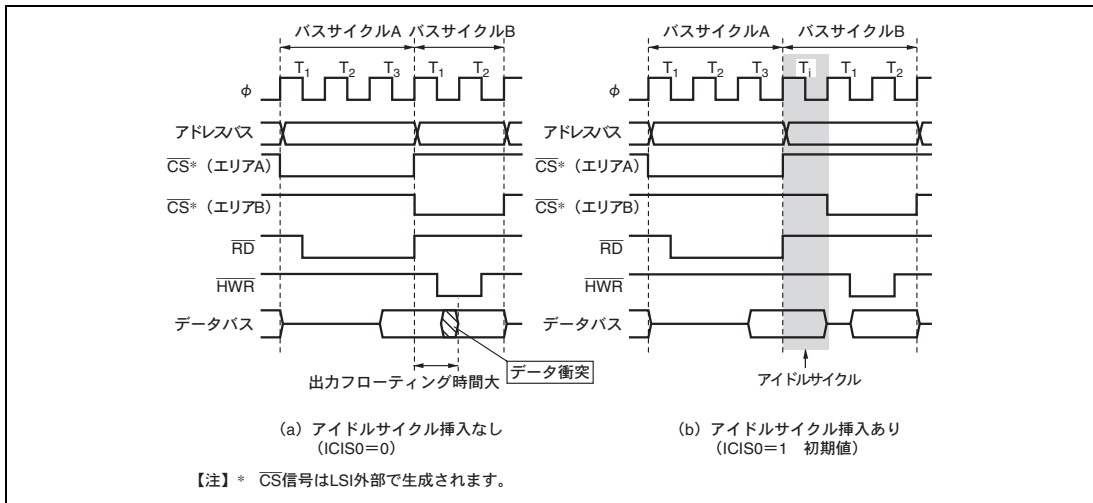 バスサイクルA バスサイクルB
T1 T2 T3 T1 T2
φ
アドレスバス
CS* （エリアA）
CS* （エリアB）
RD
HWR
データバス
データ衝突
出力フローティング時間大
(a) アイドルサイクル挿入なし
（ICIS0＝0）
バスサイクルA バスサイクルB
T1 T2 T3 Ti T1 T2
φ
アドレスバス
CS* （エリアA）
CS* （エリアB）
RD
HWR
データバス
アイドルサイクル
(b) アイドルサイクル挿入あり
（ICIS0＝1 初期値）
【注】* CS信号はLSI外部で生成されます。